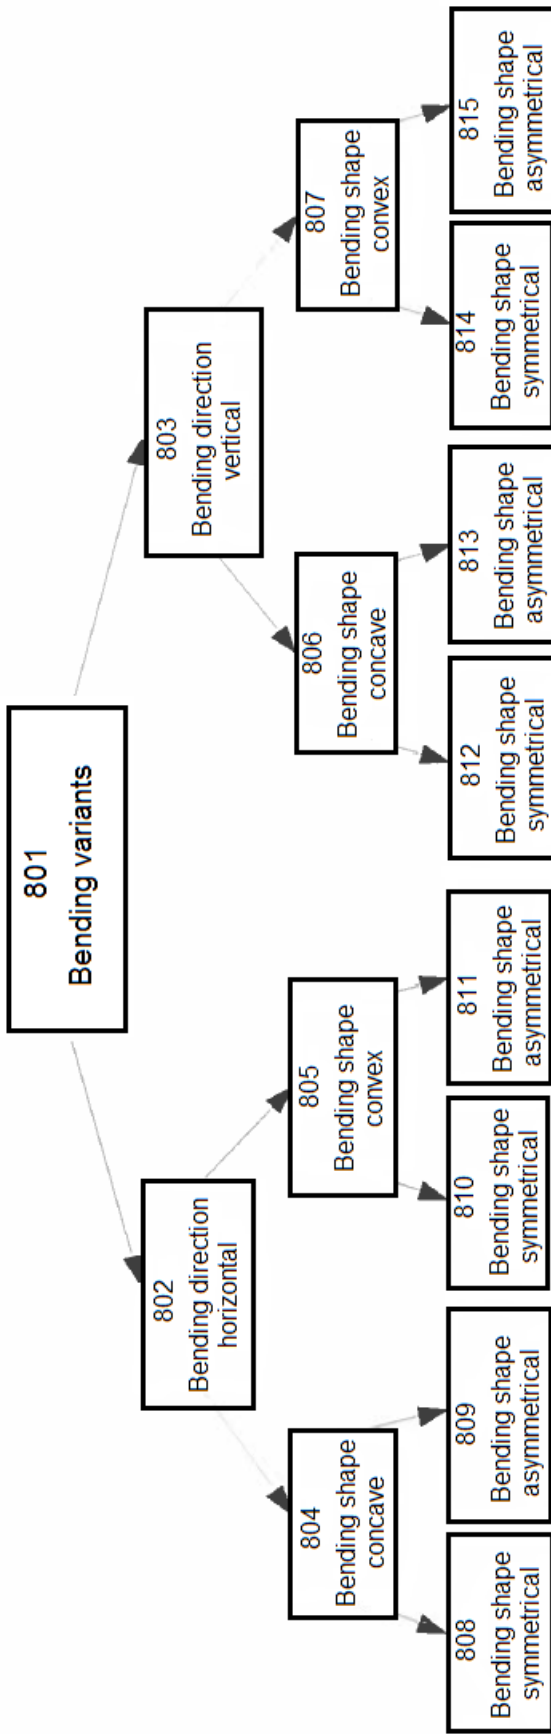 801
Bending variants
802
Bending direction
horizontal
803
Bending direction
vertical
804
Bending shape
concave
805
Bending shape
convex
806
Bending shape
concave
807
Bending shape
convex
808
Bending shape
symmetrical
809
Bending shape
asymmetrical
810
Bending shape
symmetrical
811
Bending shape
asymmetrical
812
Bending shape
symmetrical
813
Bending shape
asymmetrical
814
Bending shape
symmetrical
815
Bending shape
asymmetrical